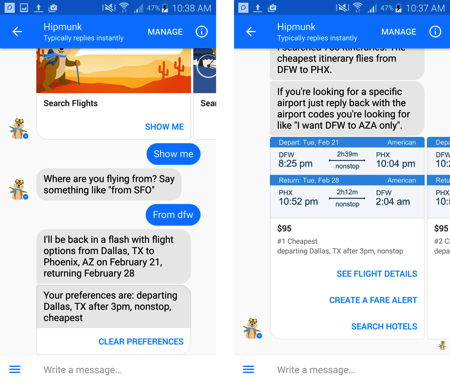 47% 10:38 AM
Hipmunk
Typically replies instantly
MANAGE
Search Flights
SHOW ME
Show me
Where are you flying from? Say
something like "from SFO"
From dfw
I'll be back in a flash with flight
options from Dallas, TX to
Phoenix, AZ on February 21,
returning February 28
Your preferences are: departing
Dallas, TX after 3pm, nonstop,
cheapest
CLEAR PREFERENCES
Write a message...
47% 10:37 AM
Hipmunk
Typically replies instantly
MANAGE
cheapest itinerary flies from
DFW to PHX.
If you're looking for a specific
airport just reply back with the
airport codes you're looking for
like "I want DFW to AZA only".
Depart: Tue, Feb 21 American
DFW 2h39m PHX
8:25 pm nonstop 10:04 pm
Return: Tue, Feb 28 American
PHX 2h12m DFW
10:52 pm nonstop 2:04 am
$95
#1 Cheapest
departing Dallas, TX after 3pm, nonstop
SEE FLIGHT DETAILS
CREATE A FARE ALERT
SEARCH HOTELS
Write a message...